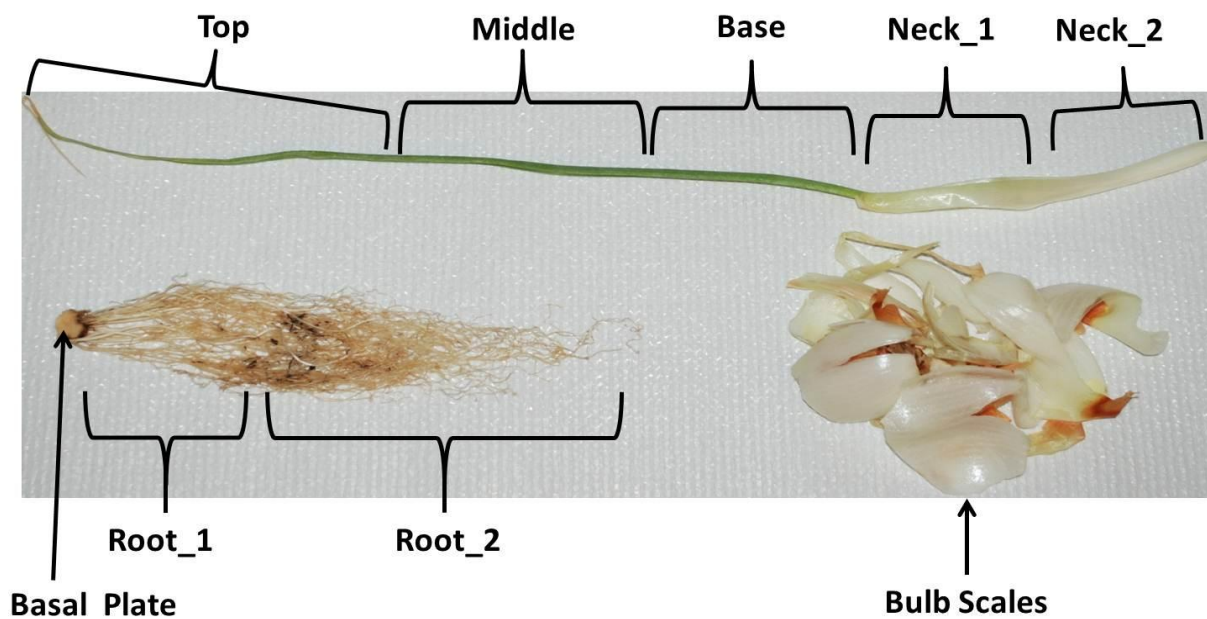 Top
Middle
Base
Neck_1
Neck_2
Root_1
Root_2
Basal Plate
Bulb Scales